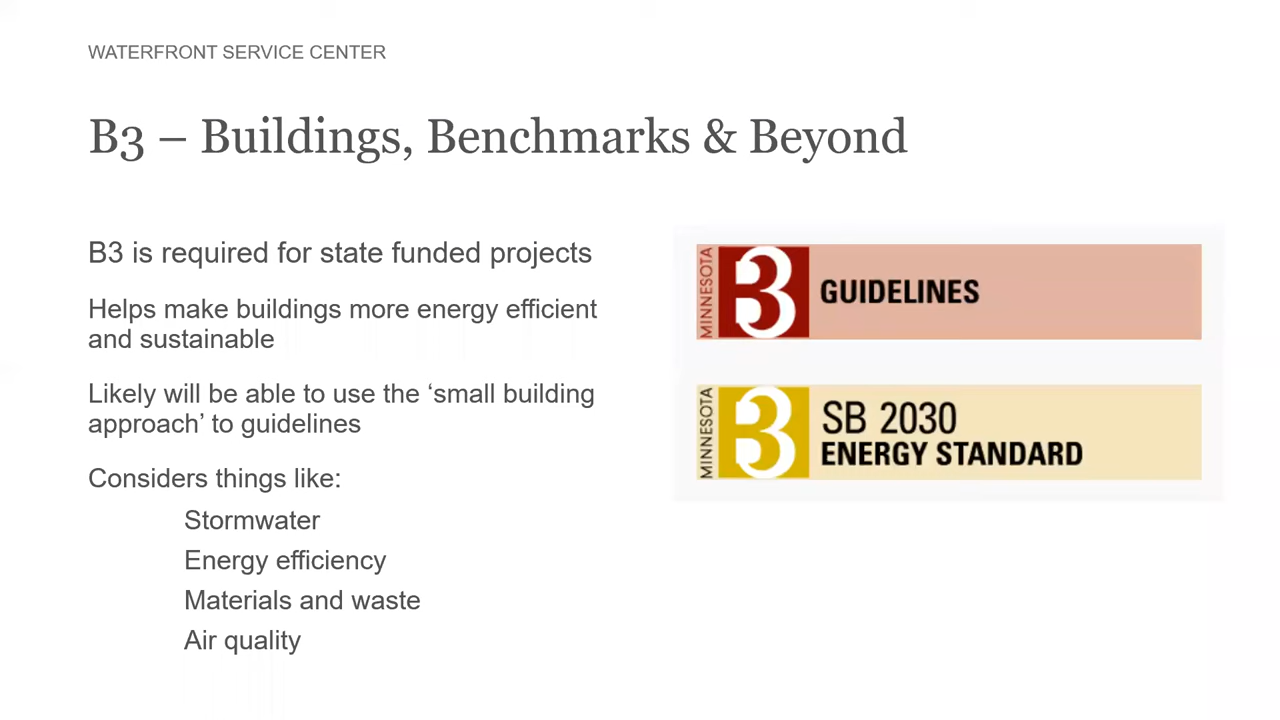 WATERFRONT SERVICE CENTER
B3 – Buildings, Benchmarks & Beyond
B3 is required for state funded projects
Helps make buildings more energy efficient
and sustainable
Likely will be able to use the ‘small building
approach’ to guidelines
Considers things like:
Stormwater
Energy efficiency
Materials and waste
Air quality
MINNESOTA
B3
GUIDELINES
MINNESOTA
B3
SB 2030
ENERGY STANDARD